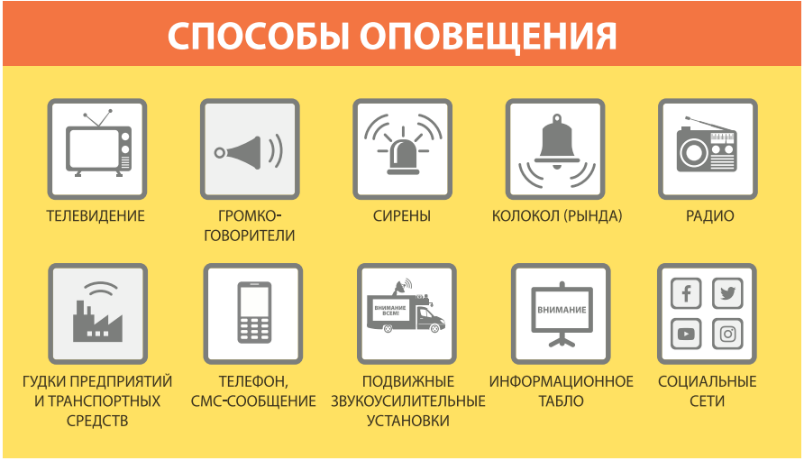 СПОСОБЫ ОПОВЕЩЕНИЯ
ТЕЛЕВИДЕНИЕ
ГРОМКО-
ГОВОРИТЕЛИ
СИРЕНЫ
КОЛОКОЛ (РЫНДА)
РАДИО
ВНИМАНИЕ
ВСЕМ!
ВНИМАНИЕ
ГУДКИ ПРЕДПРИЯТИЙ
И ТРАНСПОРТНЫХ
СРЕДСТВ
ТЕЛЕФОН,
СМС-СООБЩЕНИЕ
ПОДВИЖНЫЕ
ЗВУКОУСИЛИТЕЛЬНЫЕ
УСТАНОВКИ
ИНФОРМАЦИОННОЕ
ТАБЛО
СОЦИАЛЬНЫЕ
СЕТИ